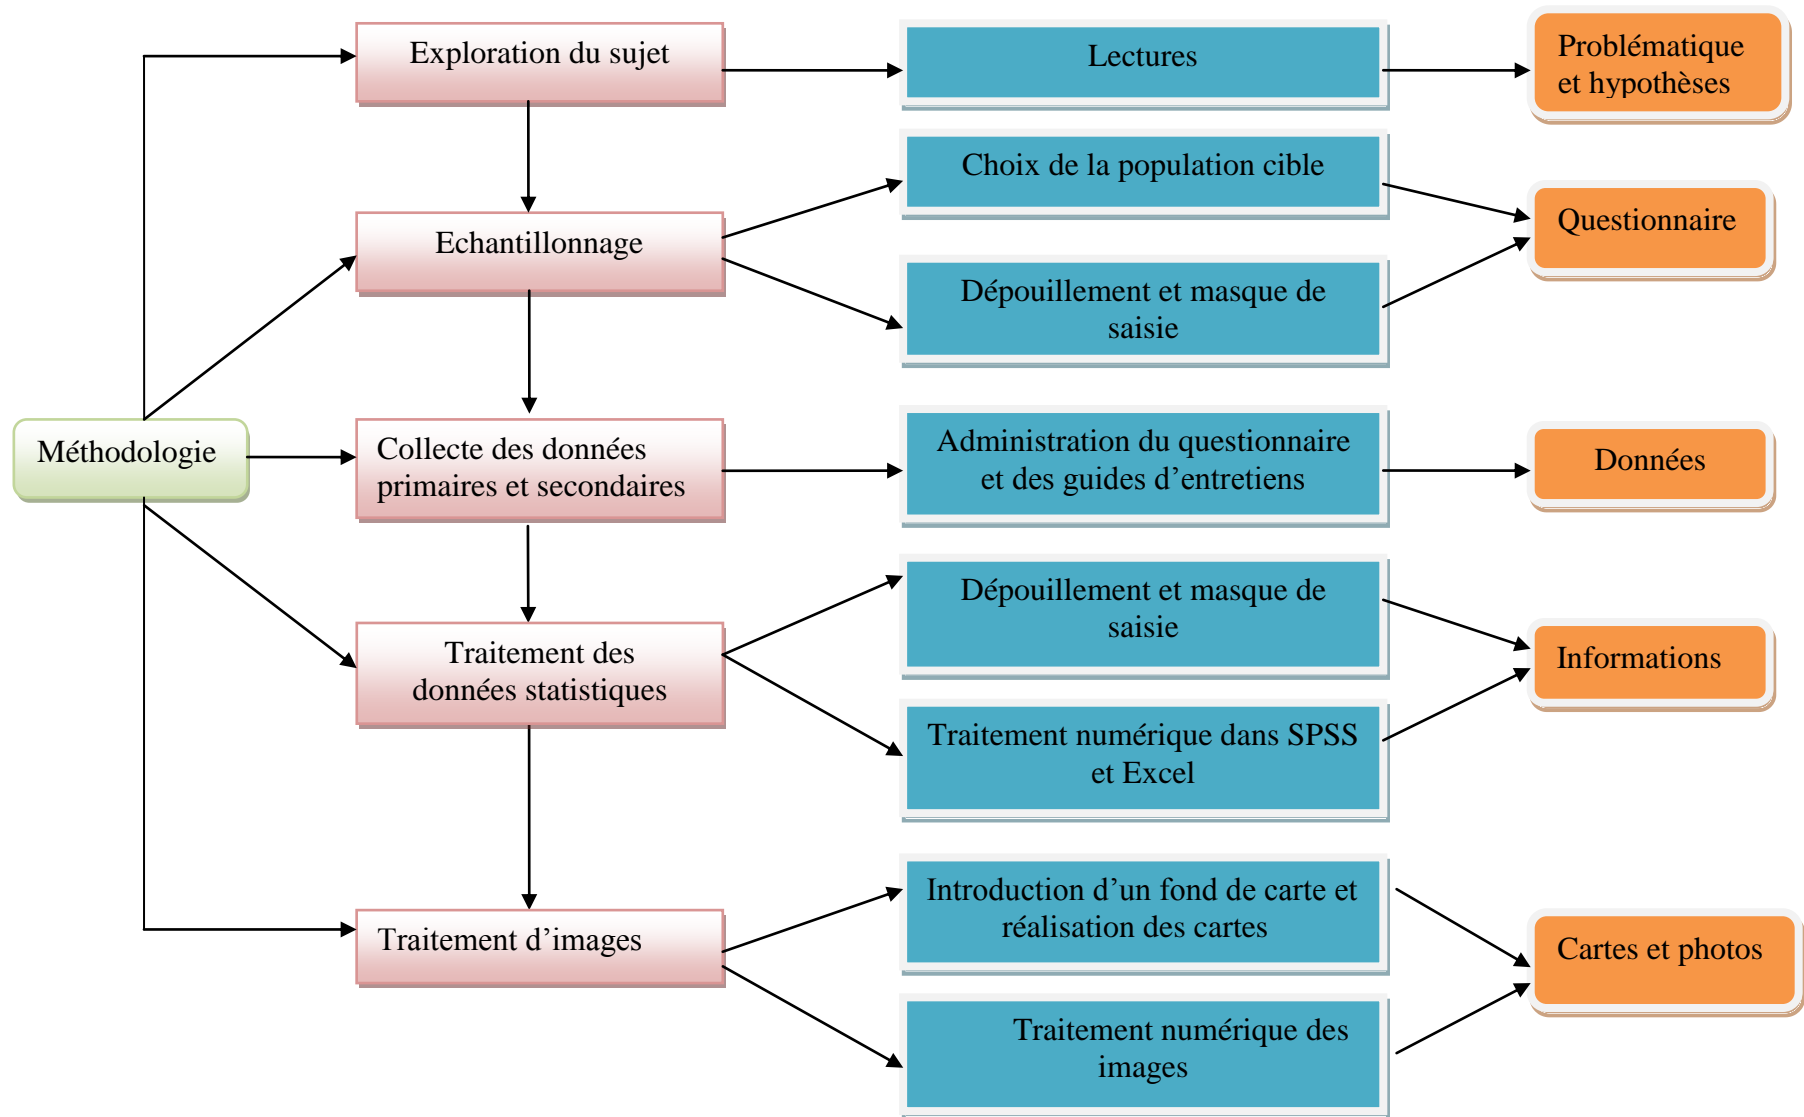 Exploration du sujet
Lectures
Problématique
et hypothèses
Choix de la population cible
Echantillonnage
Questionnaire
Dépouillement et masque de
saisie
Méthodologie
Collecte des données
primaires et secondaires
Administration du questionnaire
et des guides d’entretiens
Données
Dépouillement et masque de
saisie
Traitement des
données statistiques
Informations
Traitement numérique dans SPSS
et Excel
Introduction d’un fond de carte et
réalisation des cartes
Traitement d’images
Cartes et photos
Traitement numérique des
images